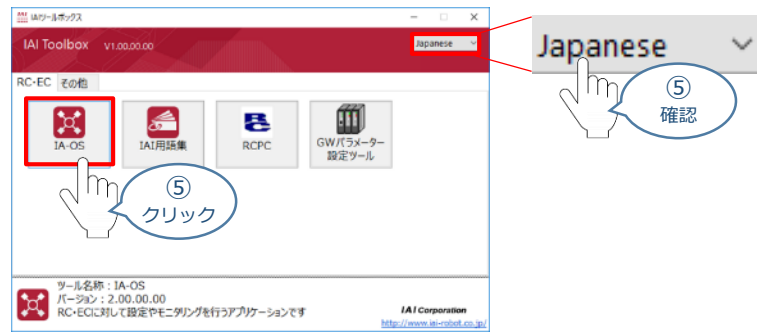 IAIツールボックス
IAI Toolbox V1.00.00.00
Japanese
Japanese
⑤
確認
RC・EC その他
IA-OS
IAI用語集
RCPC
GWパラメーター
設定ツール
⑤
クリック
ツール名称：IA-OS
バージョン：2.00.00.00
RC・ECに対して設定やモニタリングを行うアプリケーションです
IAI Corporation
http://www.iai-robot.co.jp/